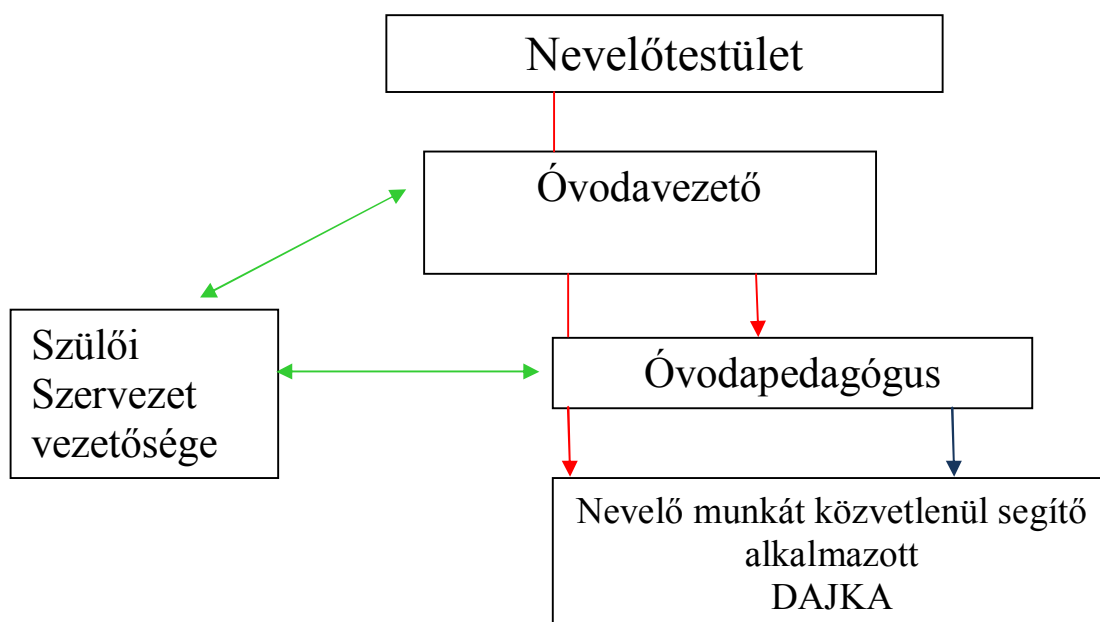 Nevelőtestület
Óvodavezető
Szülői
Szervezet
vezetősége
Óvodapedagógus
Nevelő munkát közvetlenül segítő
alkalmazott
DAJKA